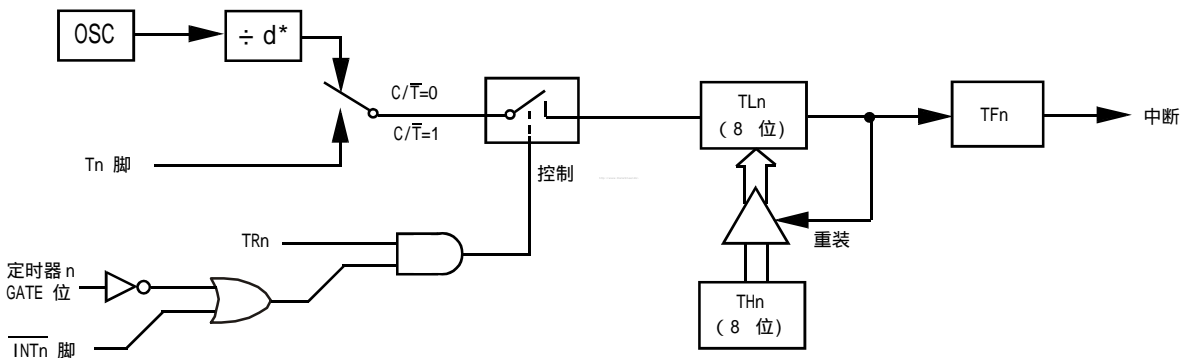 OSC
÷ d*
C/T̅=0
C/T̅=1
Tn 脚
控制
TLn
(8 位)
TFn
中断
重装
TRn
定时器 n
GATE 位
I̅N̅T̅n̅ 脚
THn
(8 位)